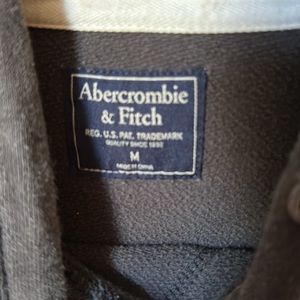 Abercrombie
& Fitch
REG. U.S. PAT. TRADEMARK
QUALITY SINCE 1892
M
MADE IN CHINA